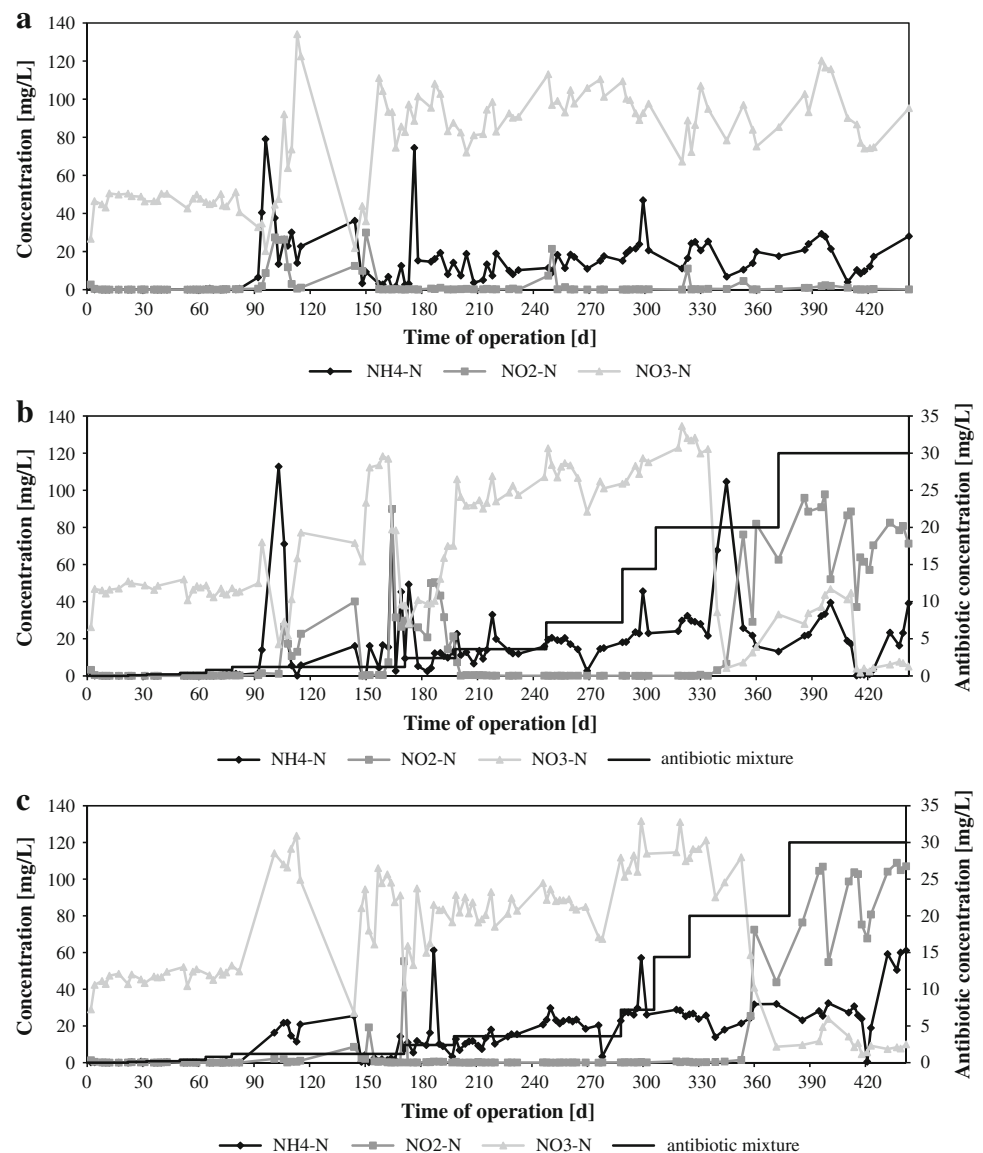 a
140
120
100
80
60
40
20
0
Concentration [mg/L]
0 30 60 90 120 150 180 210 240 270 300 330 360 390 420
Time of operation [d]
NH4-N NO2-N NO3-N
b
140
120
100
80
60
40
20
0
Concentration [mg/L]
35
30
25
20
15
10
5
0
Antibiotic concentration [mg/L]
0 30 60 90 120 150 180 210 240 270 300 330 360 390 420
Time of operation [d]
NH4-N NO2-N NO3-N antibiotic mixture
c
140
120
100
80
60
40
20
0
Concentration [mg/L]
35
30
25
20
15
10
5
0
Antibiotic concentration [mg/L]
0 30 60 90 120 150 180 210 240 270 300 330 360 390 420
Time of operation [d]
NH4-N NO2-N NO3-N antibiotic mixture